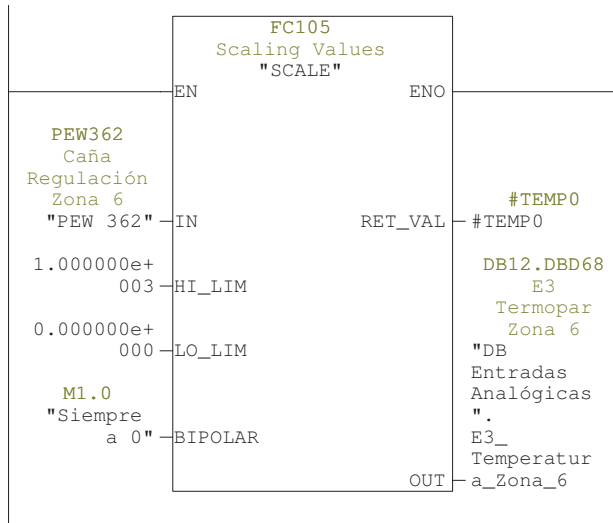 FC105
Scaling Values
"SCALE"
EN
ENO
PEW362
Caña
Regulación
Zona 6
"PEW 362"
IN
#TEMP0
RET_VAL
#TEMP0
1.000000e+
003
HI_LIM
DB12.DBD68
E3
Termopar
Zona 6
0.000000e+
000
LO_LIM
"DB
Entradas
Analógicas
".
E3_
Temperatur
a_Zona_6
M1.0
"Siempre
a 0"
BIPOLAR
OUT